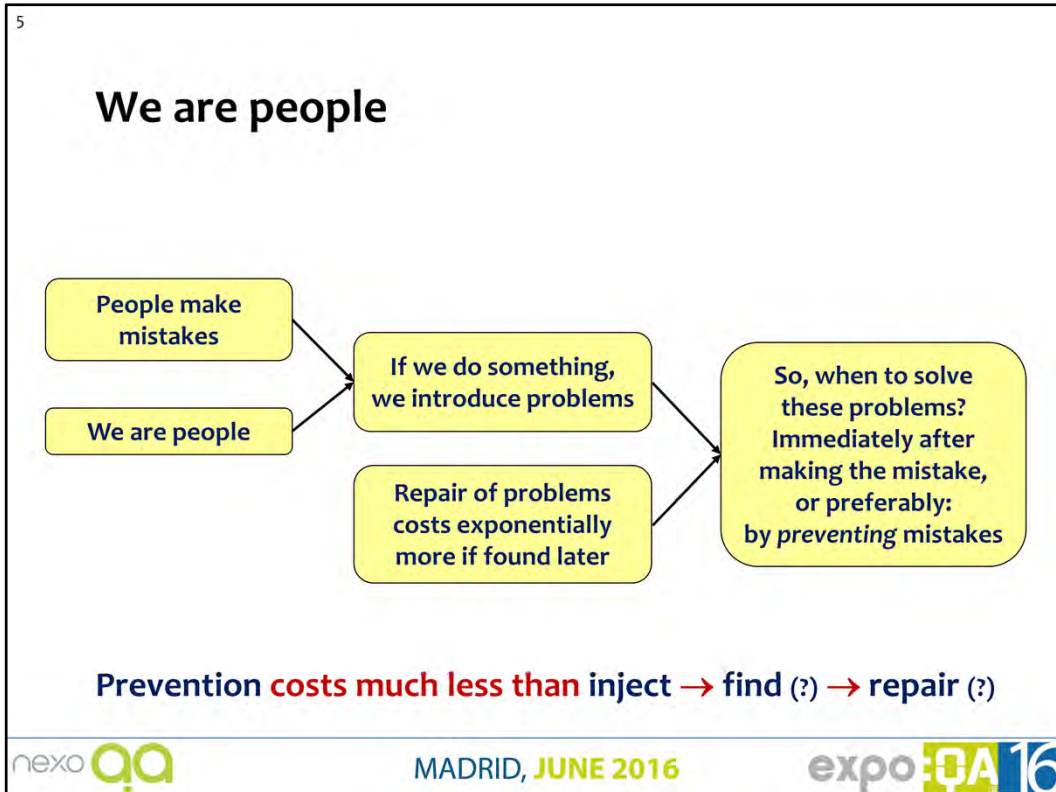 5
We are people
People make
mistakes
We are people
If we do something,
we introduce problems
Repair of problems
costs exponentially
more if found later
So, when to solve
these problems?
Immediately after
making the mistake,
or preferably:
by preventing mistakes
Prevention costs much less than inject → find (?) → repair (?)
nexo QA
MADRID, JUNE 2016
expo:QA 16